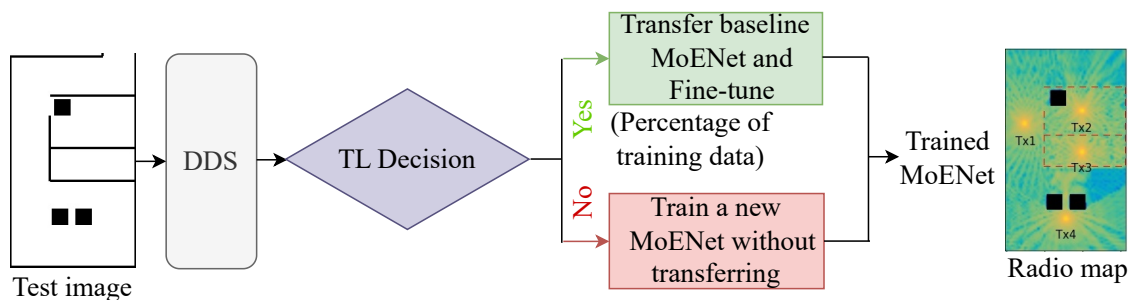 Test image
DDS
TL Decision
Yes
No
Transfer baseline
MoENet and
Fine-tune
(Percentage of
training data)
Train a new
MoENet without
transferring
Trained
MoENet
Tx1
Tx2
Tx3
Tx4
Radio map